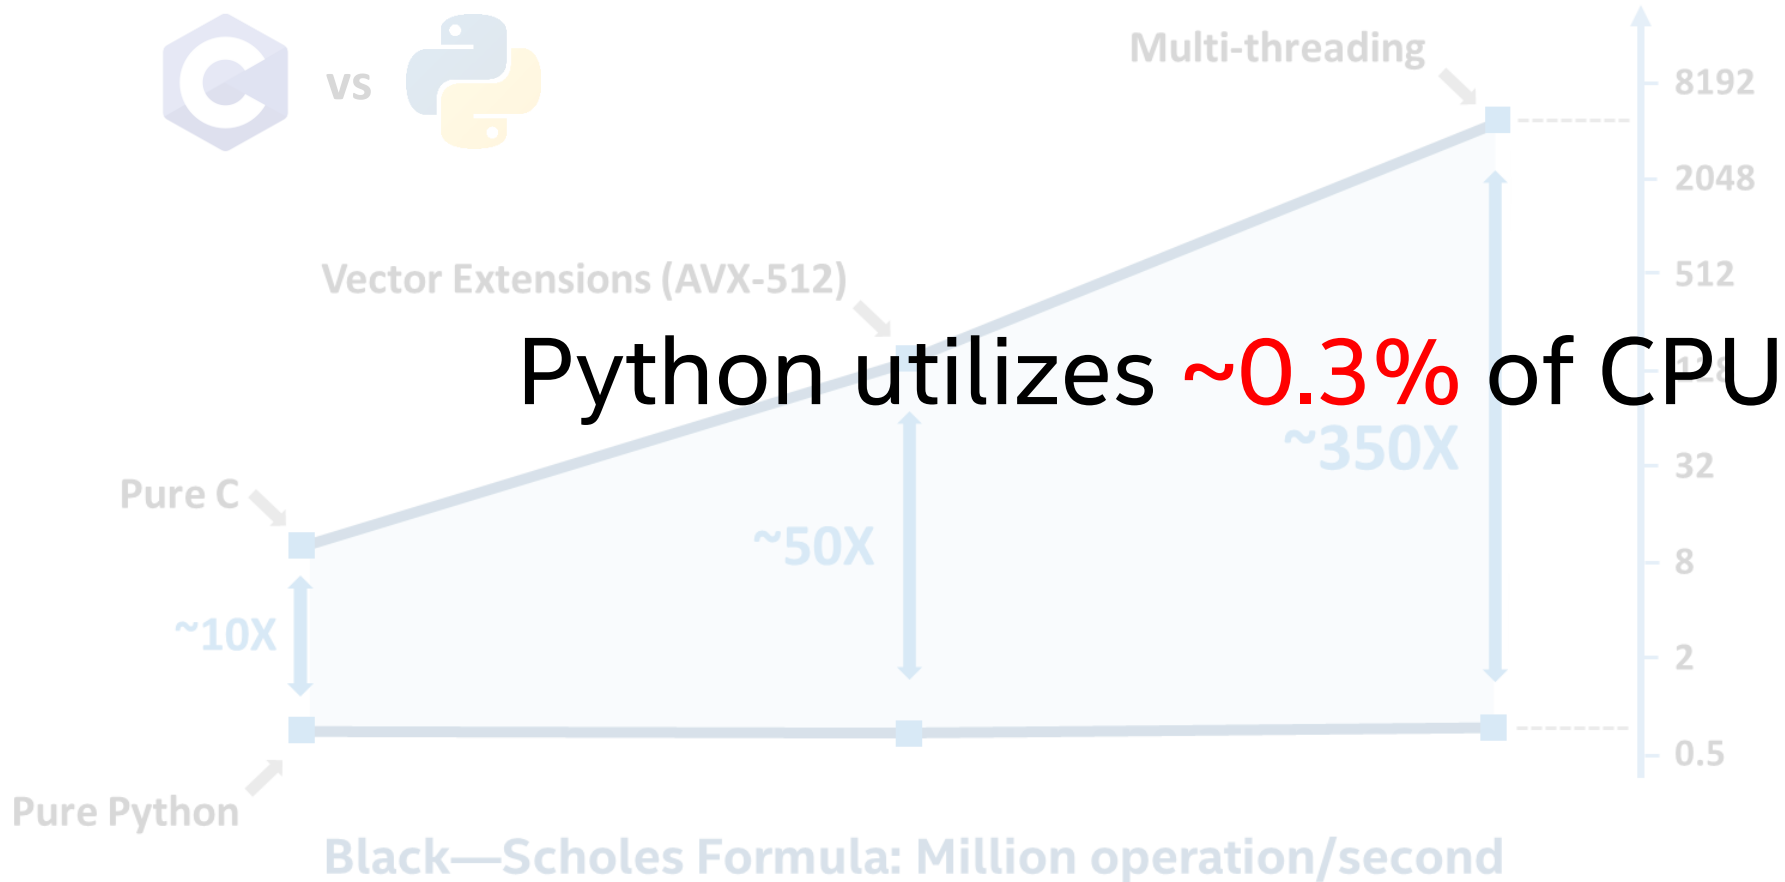 C vs
Multi-threading
8192
2048
Vector Extensions (AVX-512)
512
Python utilizes ~0.3% of CPU
128
~350X
Pure C
32
~50X
8
~10X
2
0.5
Pure Python
Black—Scholes Formula: Million operation/second